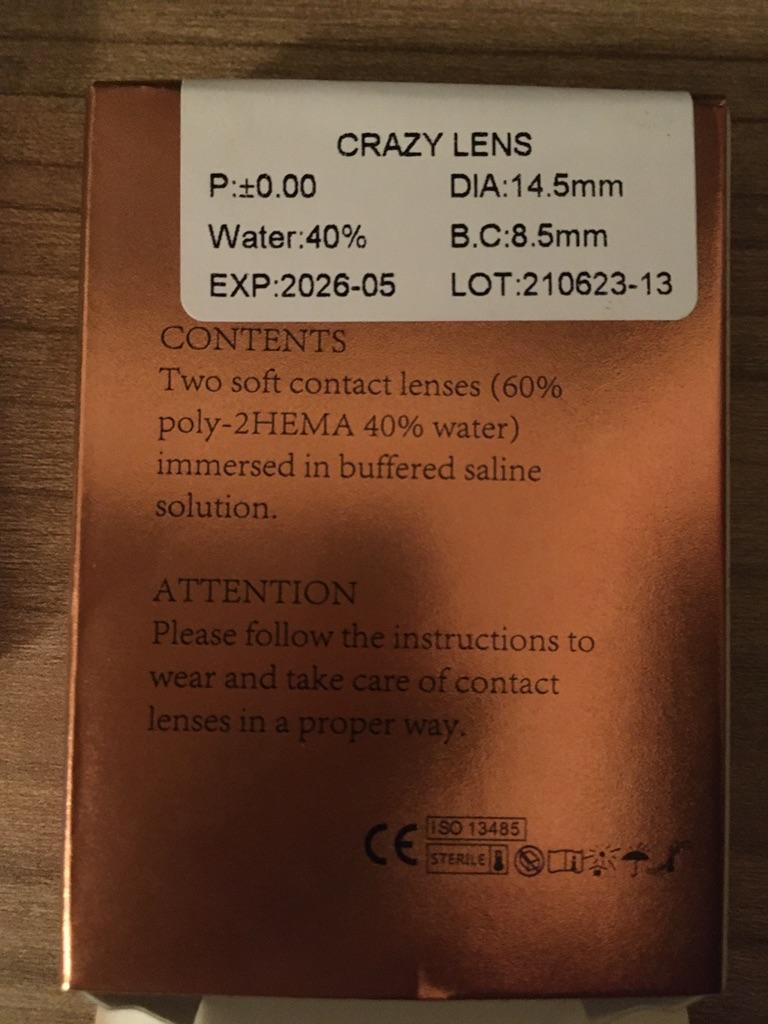 CRAZY LENS
P:±0.00 DIA:14.5mm
Water:40% B.C:8.5mm
EXP:2026-05 LOT:210623-13
CONTENTS
Two soft contact lenses (60%
poly-2HEMA 40% water)
immersed in buffered saline
solution.
ATTENTION
Please follow the instructions to
wear and take care of contact
lenses in a proper way.
CE ISO 13485
STERILE